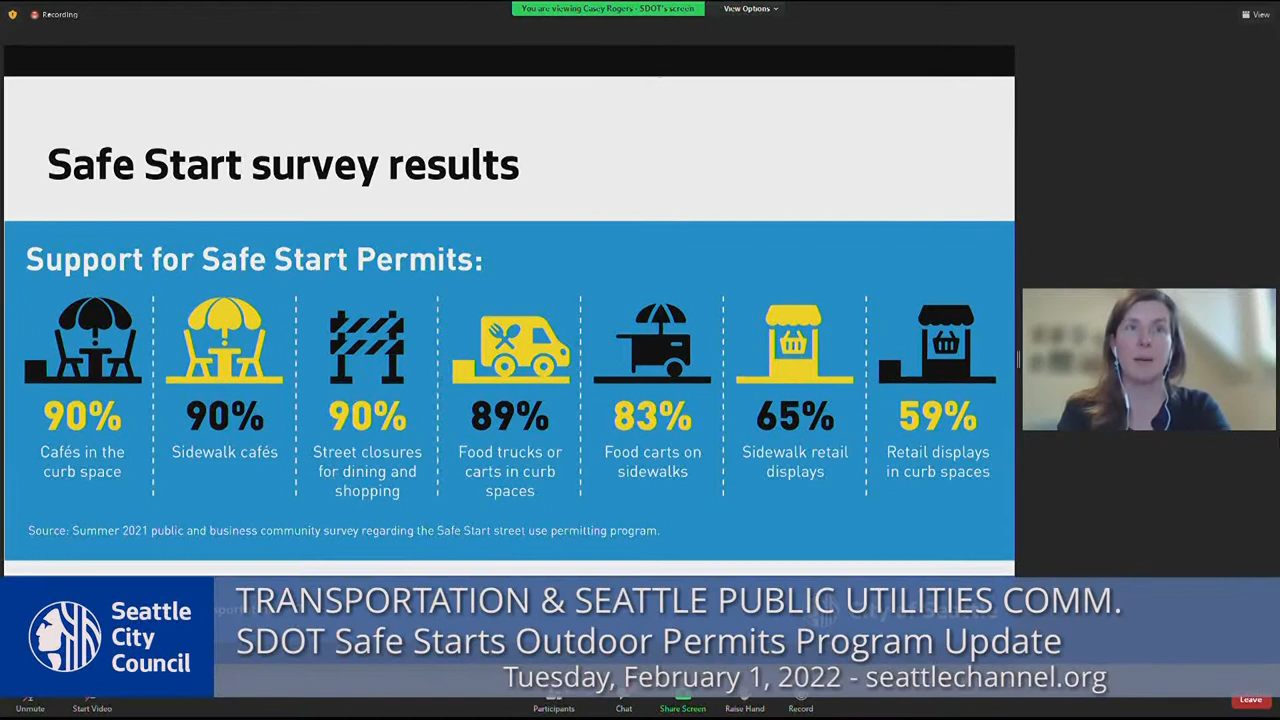 Recording
You are viewing Casey Rogers - SDOT's screen
View Options
View
Safe Start survey results
Support for Safe Start Permits:
90%
Cafés in the
curb space
90%
Sidewalk cafés
90%
Street closures
for dining and
shopping
89%
Food trucks or
carts in curb
spaces
83%
Food carts on
sidewalks
65%
Sidewalk retail
displays
59%
Retail displays
in curb spaces
Source: Summer 2021 public and business community survey regarding the Safe Start street use permitting program.
City of Seattle
Seattle
City
Council
TRANSPORTATION & SEATTLE PUBLIC UTILITIES COMM.
SDOT Safe Starts Outdoor Permits Program Update
Tuesday, February 1, 2022 - seattlechannel.org
Unmute
Start Video
Participants
Chat
Share Screen
Raise Hand
Record
Leave